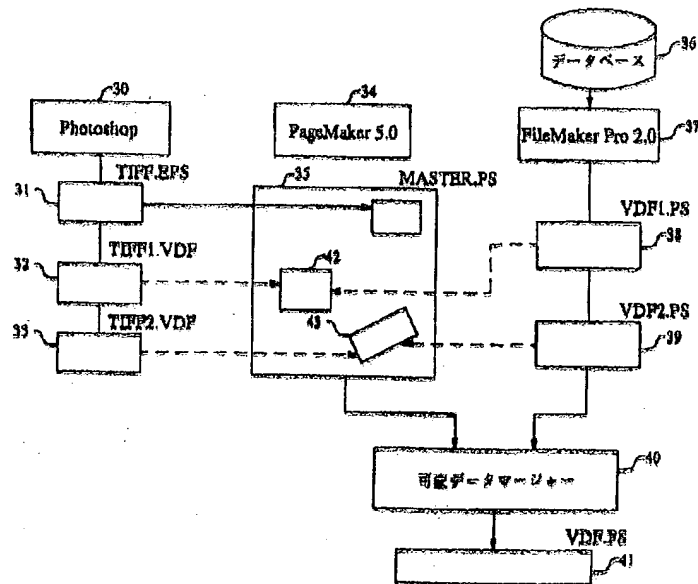 36
データベース
30
34
Photoshop
PageMaker 5.0
FileMaker Pro 2.0
37
TIFF.EPS
35
MASTER.PS
31
VDF1.PS
38
TIFF1.VDF
32
42
VDF2.PS
TIFF2.VDF
43
33
39
40
可変データマージャー
VDF.PS
41